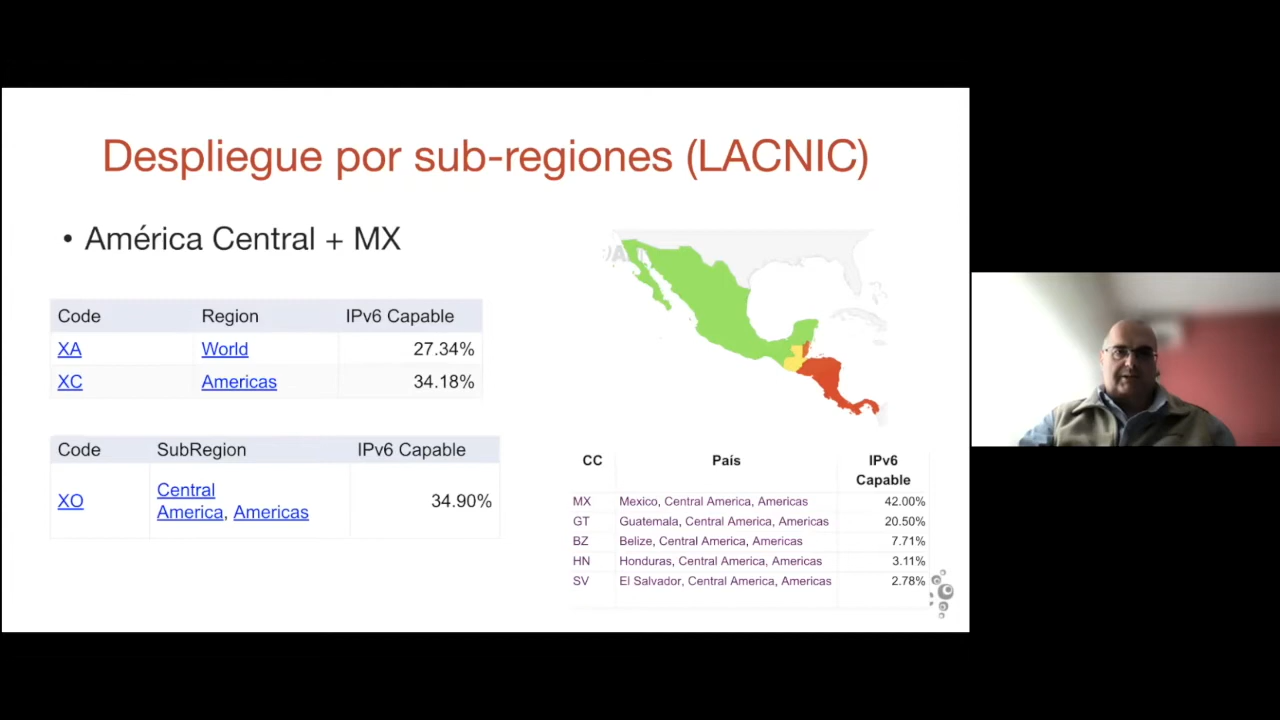 Despliegue por sub-regiones (LACNIC)
• América Central + MX
Code Region IPv6 Capable
XA World 27.34%
XC Americas 34.18%
Code SubRegion IPv6 Capable
XO Central America, Americas 34.90%
CC País IPv6 Capable
MX Mexico, Central America, Americas 42.00%
GT Guatemala, Central America, Americas 20.50%
BZ Belize, Central America, Americas 7.71%
HN Honduras, Central America, Americas 3.11%
SV El Salvador, Central America, Americas 2.78%